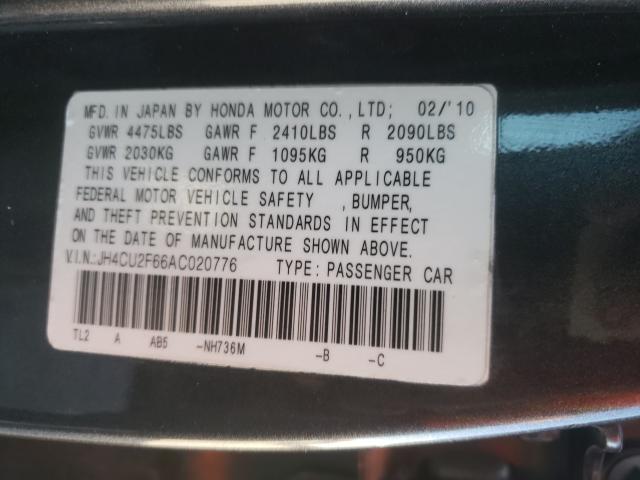 MFD. IN JAPAN BY HONDA MOTOR CO.,LTD; 02/'10
GVWR 4475LBS GAWR F 2410LBS R 2090LBS
GVWR 2030KG GAWR F 1095KG R 950KG
THIS VEHICLE CONFORMS TO ALL APPLICABLE
FEDERAL MOTOR VEHICLE SAFETY ,BUMPER,
AND THEFT PREVENTION STANDARDS IN EFFECT
ON THE DATE OF MANUFACTURE SHOWN ABOVE.
V.I.N.:JH4CU2F66AC020776 TYPE:PASSENGER CAR
TL2 A AB5 -NH736M -B -C